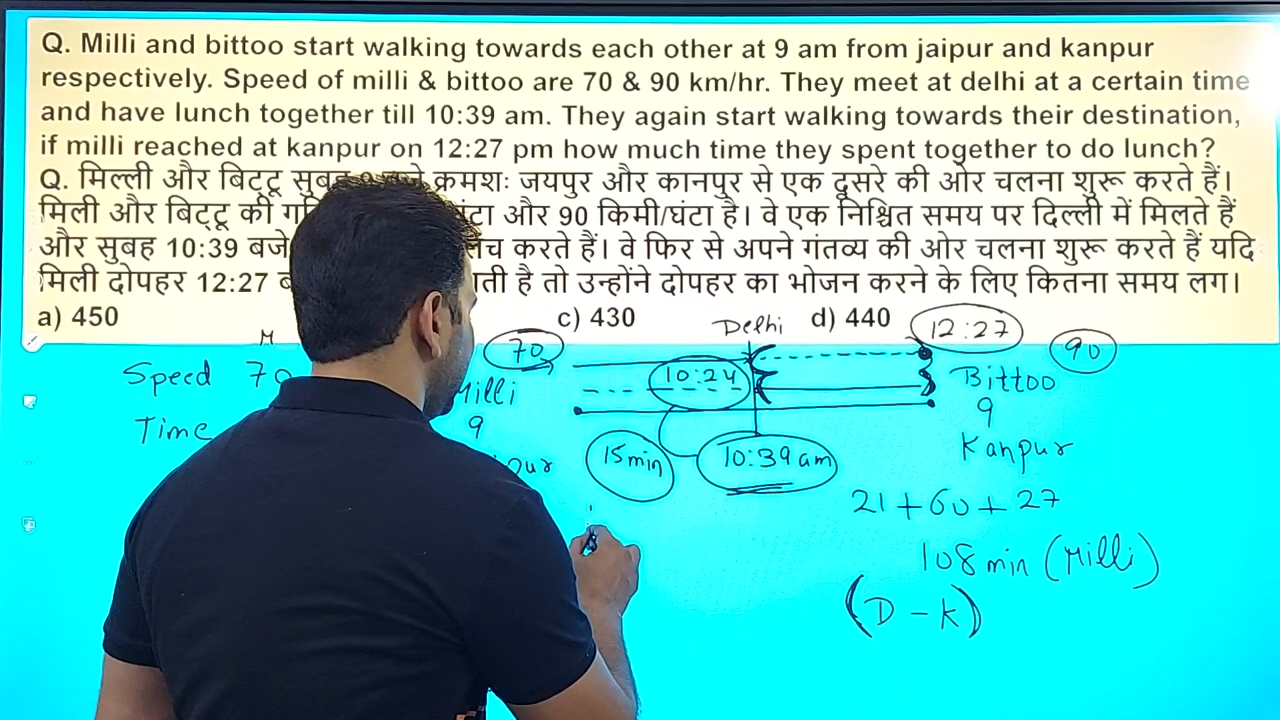 Q. Milli and bittoo start walking towards each other at 9 am from jaipur and kanpur
respectively. Speed of milli & bittoo are 70 & 90 km/hr. They meet at delhi at a certain time
and have lunch together till 10:39 am. They again start walking towards their destination,
if milli reached at kanpur on 12:27 pm how much time they spent together to do lunch?
Q. मिल्ली और बिट्टू सुबह क्रमशः जयपुर और कानपुर से एक दूसरे की ओर चलना शुरू करते हैं।
मिली और बिट्टू की और 90 किमी/घंटा है। वे एक निश्चित समय पर दिल्ली में मिलते हैं
और सुबह 10:39 बजे करते हैं। वे फिर से अपने गंतव्य की ओर चलना शुरू करते हैं यदि
मिली दोपहर 12:27 है तो उन्होंने दोपहर का भोजन करने के लिए कितना समय लग।
a) 450 c) 430 d) 440
Delhi 12:27
M 70 90
Speed 70 Milli 10:24 Bittoo
Time 9 9
15min 10:39 am Kanpur
21+60+27
108 min (Milli)
(D - K)